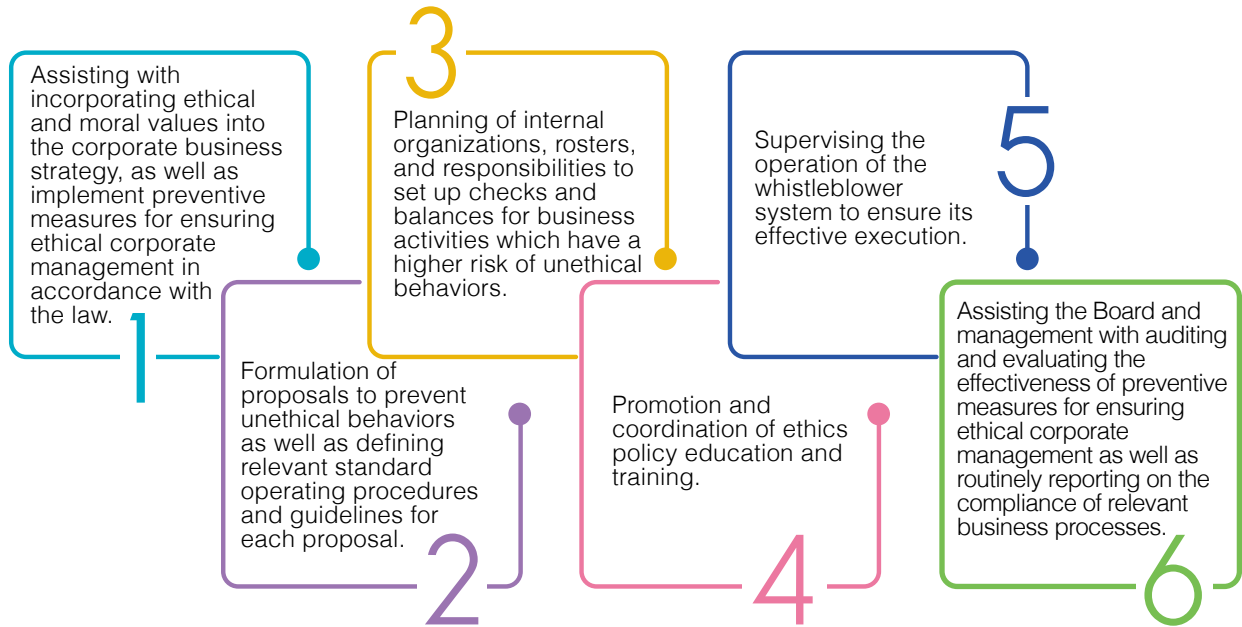 Assisting with
incorporating ethical
and moral values into
the corporate business
strategy, as well as
implement preventive
measures for ensuring
ethical corporate
management in
accordance with
the law.
1
Formulation of
proposals to prevent
unethical behaviors
as well as defining
relevant standard
operating procedures
and guidelines for
each proposal.
2
3
Planning of internal
organizations, rosters,
and responsibilities to
set up checks and
balances for business
activities which have a
higher risk of unethical
behaviors.
Promotion and
coordination of ethics
policy education and
training.
4
5
Supervising the
operation of the
whistleblower
system to ensure its
effective execution.
Assisting the Board and
management with auditing
and evaluating the
effectiveness of preventive
measures for ensuring
ethical corporate
management as well as
routinely reporting on the
compliance of relevant
business processes.
6